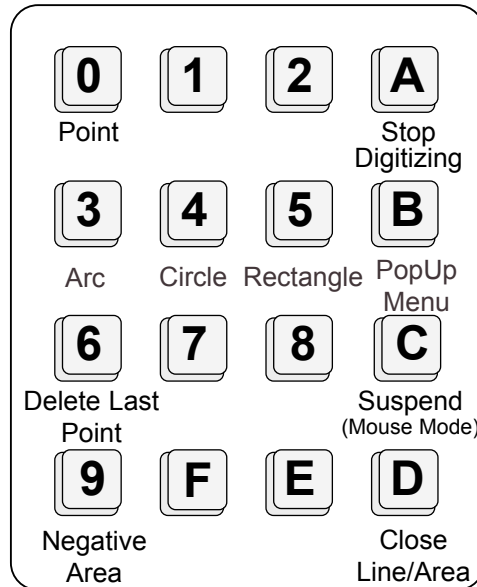 0 1 2 A
Point Stop
Digitizing
3 4 5 B
Arc Circle Rectangle PopUp
Menu
6 7 8 C
Delete Last Suspend
Point (Mouse Mode)
9 F E D
Negative Close
Area Line/Area